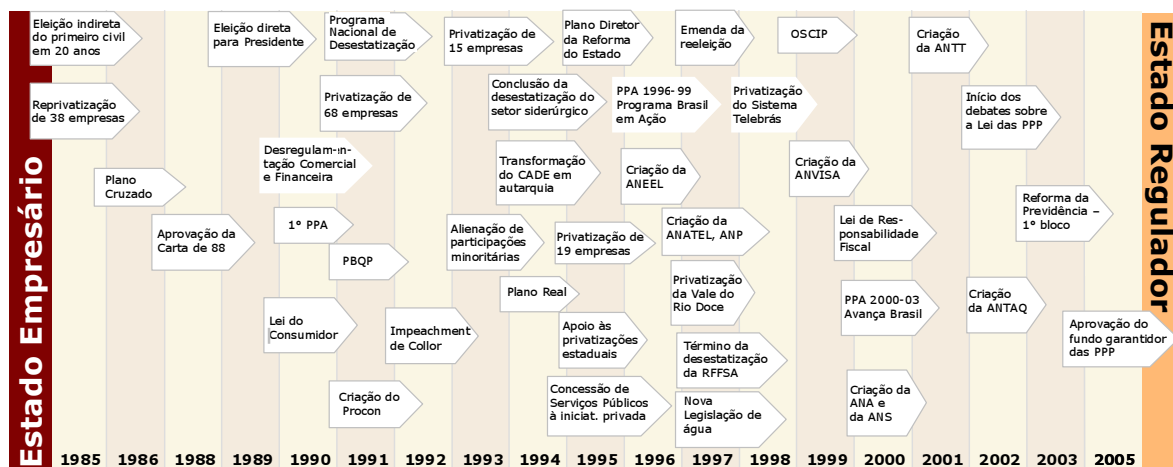 Estado Empresário
Eleição indireta
do primeiro civil
em 20 anos
Reprivatização
de 38 empresas
Plano
Cruzado
Aprovação da
Carta de 88
Eleição direta
para Presidente
Desregulam-n-
tação Comercial
e Financeira
1° PPA
Lei do
Consumidor
Programa
Nacional de
Desestatização
Privatização de
68 empresas
PBQP
Criação do
Procon
Impeachment
de Collor
Privatização de
15 empresas
Alienação de
participações
minoritárias
Conclusão da
desestatização do
setor siderúrgico
Transformação
do CADE em
autarquia
Plano Real
Plano Diretor
da Reforma
do Estado
Privatização de
19 empresas
Apoio às
privatizações
estaduais
Concessão de
Serviços Públicos
à iniciat. privada
PPA 1996-99
Programa Brasil
em Ação
Criação da
ANEEL
Emenda da
reeleição
Criação da
ANATEL, ANP
Privatização
da Vale do
Rio Doce
Término da
desestatização
da RFFSA
Nova
Legislação de
água
Privatização
do Sistema
Telebrás
OSCIP
Criação da
ANVISA
Lei de Res-
ponsabilidade
Fiscal
PPA 2000-03
Avança Brasil
Criação da
ANA e
da ANS
Criação da
ANTT
Início dos
debates sobre
a Lei das PPP
Criação
da ANTAQ
Reforma da
Previdência –
1° bloco
Aprovação do
fundo garantidor
das PPP
Estado Regulador
1985 1986 1988 1989 1990 1991 1992 1993 1994 1995 1996 1997 1998 1999 2000 2001 2002 2003 2005